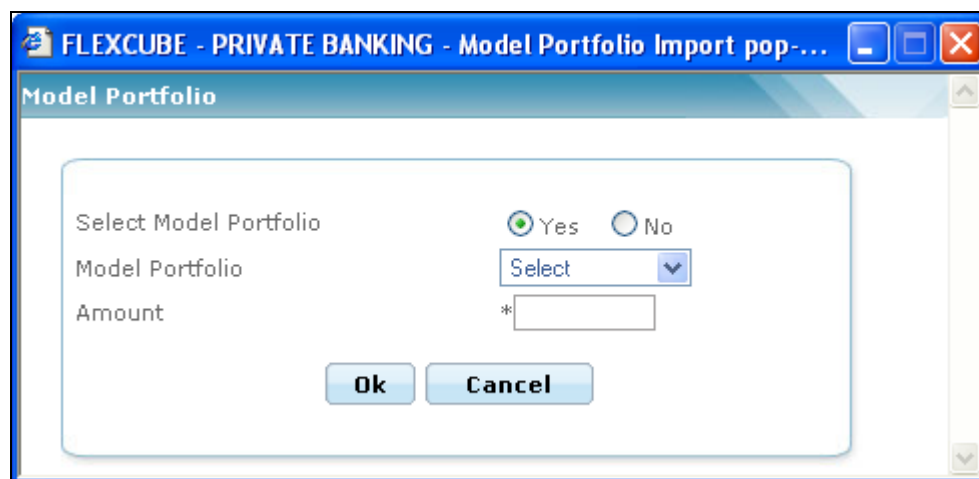 FLEXCUBE - PRIVATE BANKING - Model Portfolio Import pop-...
Model Portfolio
Select Model Portfolio Yes No
Model Portfolio Select
Amount *
Ok Cancel